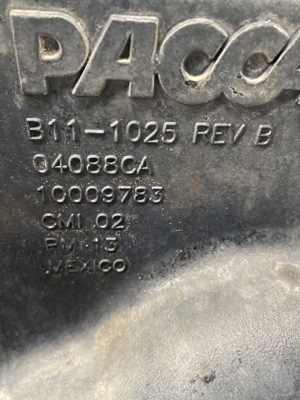 PACCA
B11-1025 REV B
04088CA
10009783
CMI 02
PM 13
MEXICO